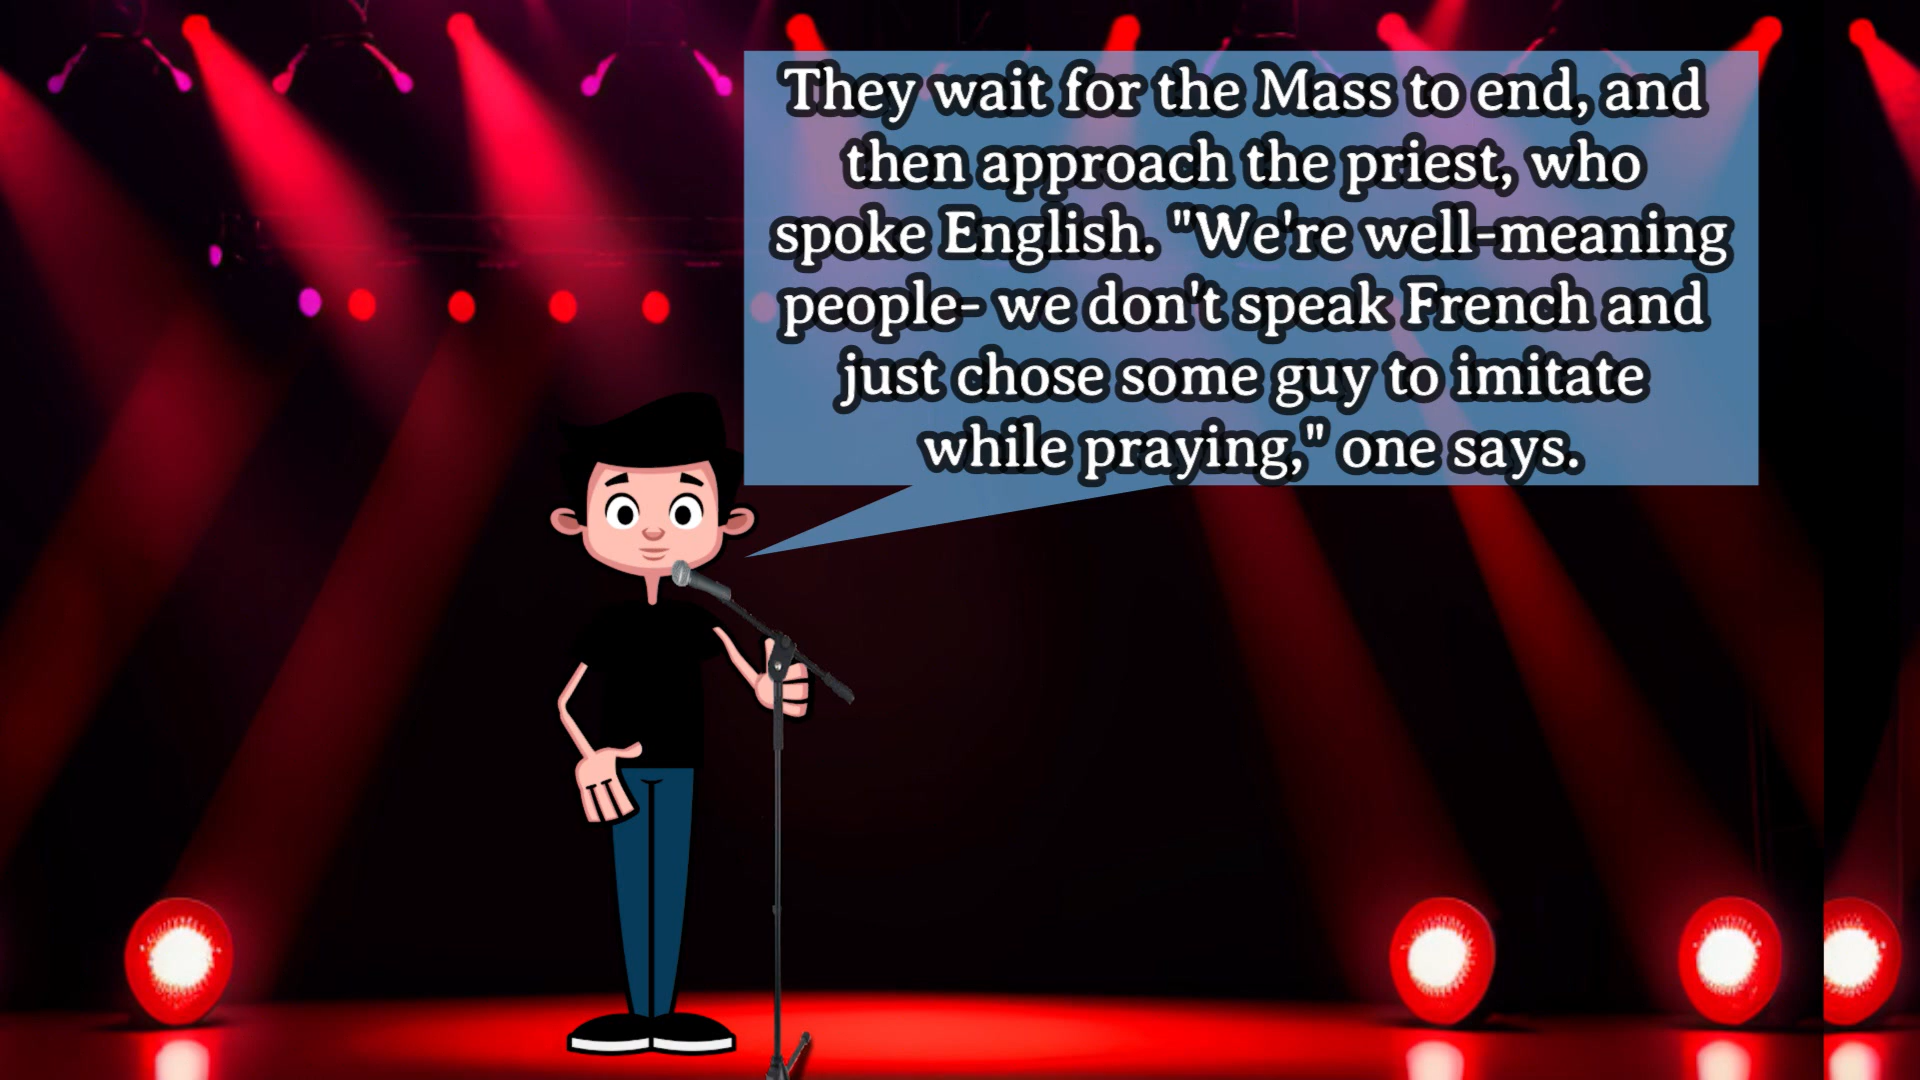 They wait for the Mass to end, and
then approach the priest, who
spoke English. "We're well-meaning
people- we don't speak French and
just chose some guy to imitate
while praying," one says.